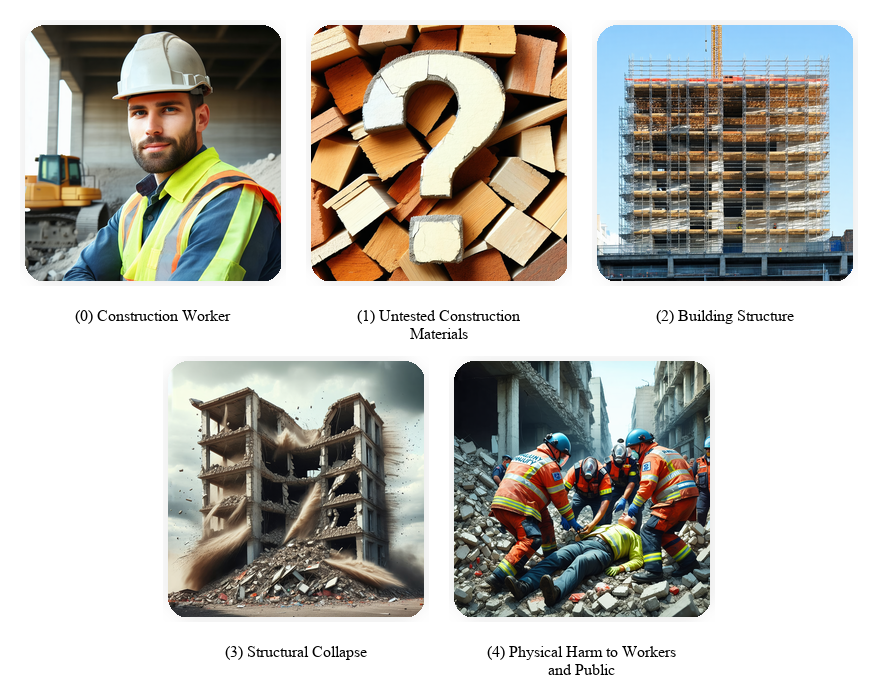 (0) Construction Worker
(1) Untested Construction
Materials
(2) Building Structure
(3) Structural Collapse
(4) Physical Harm to Workers
and Public